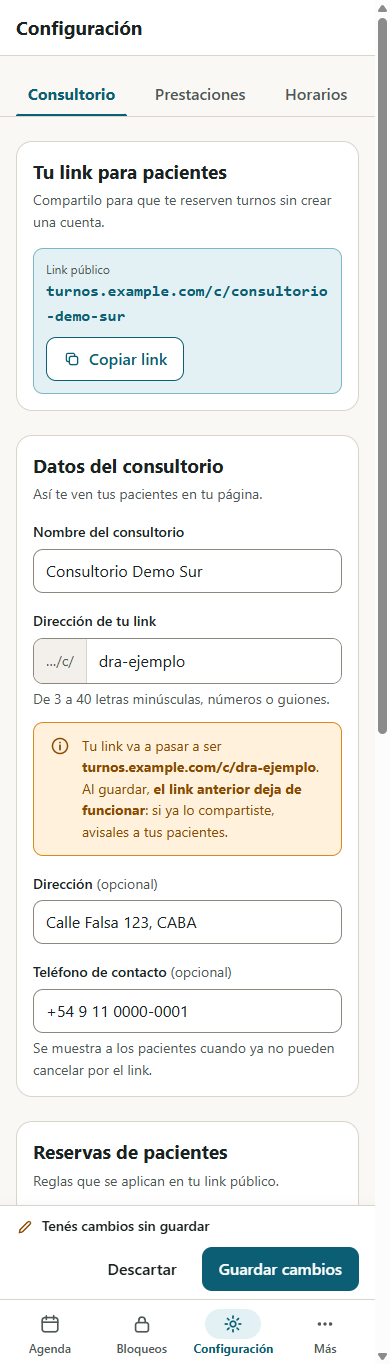 Configuración
Consultorio Prestaciones Horarios
Tu link para pacientes
Compartilo para que te reserven turnos sin crear
una cuenta.
Link público
turnos.example.com/c/consultorio
-demo-sur
Copiar link
Datos del consultorio
Así te ven tus pacientes en tu página.
Nombre del consultorio
Consultorio Demo Sur
Dirección de tu link
.../c/ dra-ejemplo
De 3 a 40 letras minúsculas, números o guiones.
Tu link va a pasar a ser
turnos.example.com/c/dra-ejemplo.
Al guardar, el link anterior deja de
funcionar: si ya lo compartiste,
avisales a tus pacientes.
Dirección (opcional)
Calle Falsa 123, CABA
Teléfono de contacto (opcional)
+54 9 11 0000-0001
Se muestra a los pacientes cuando ya no pueden
cancelar por el link.
Reservas de pacientes
Reglas que se aplican en tu link público.
Tenés cambios sin guardar
Descartar Guardar cambios
Agenda Bloqueos Configuración Más